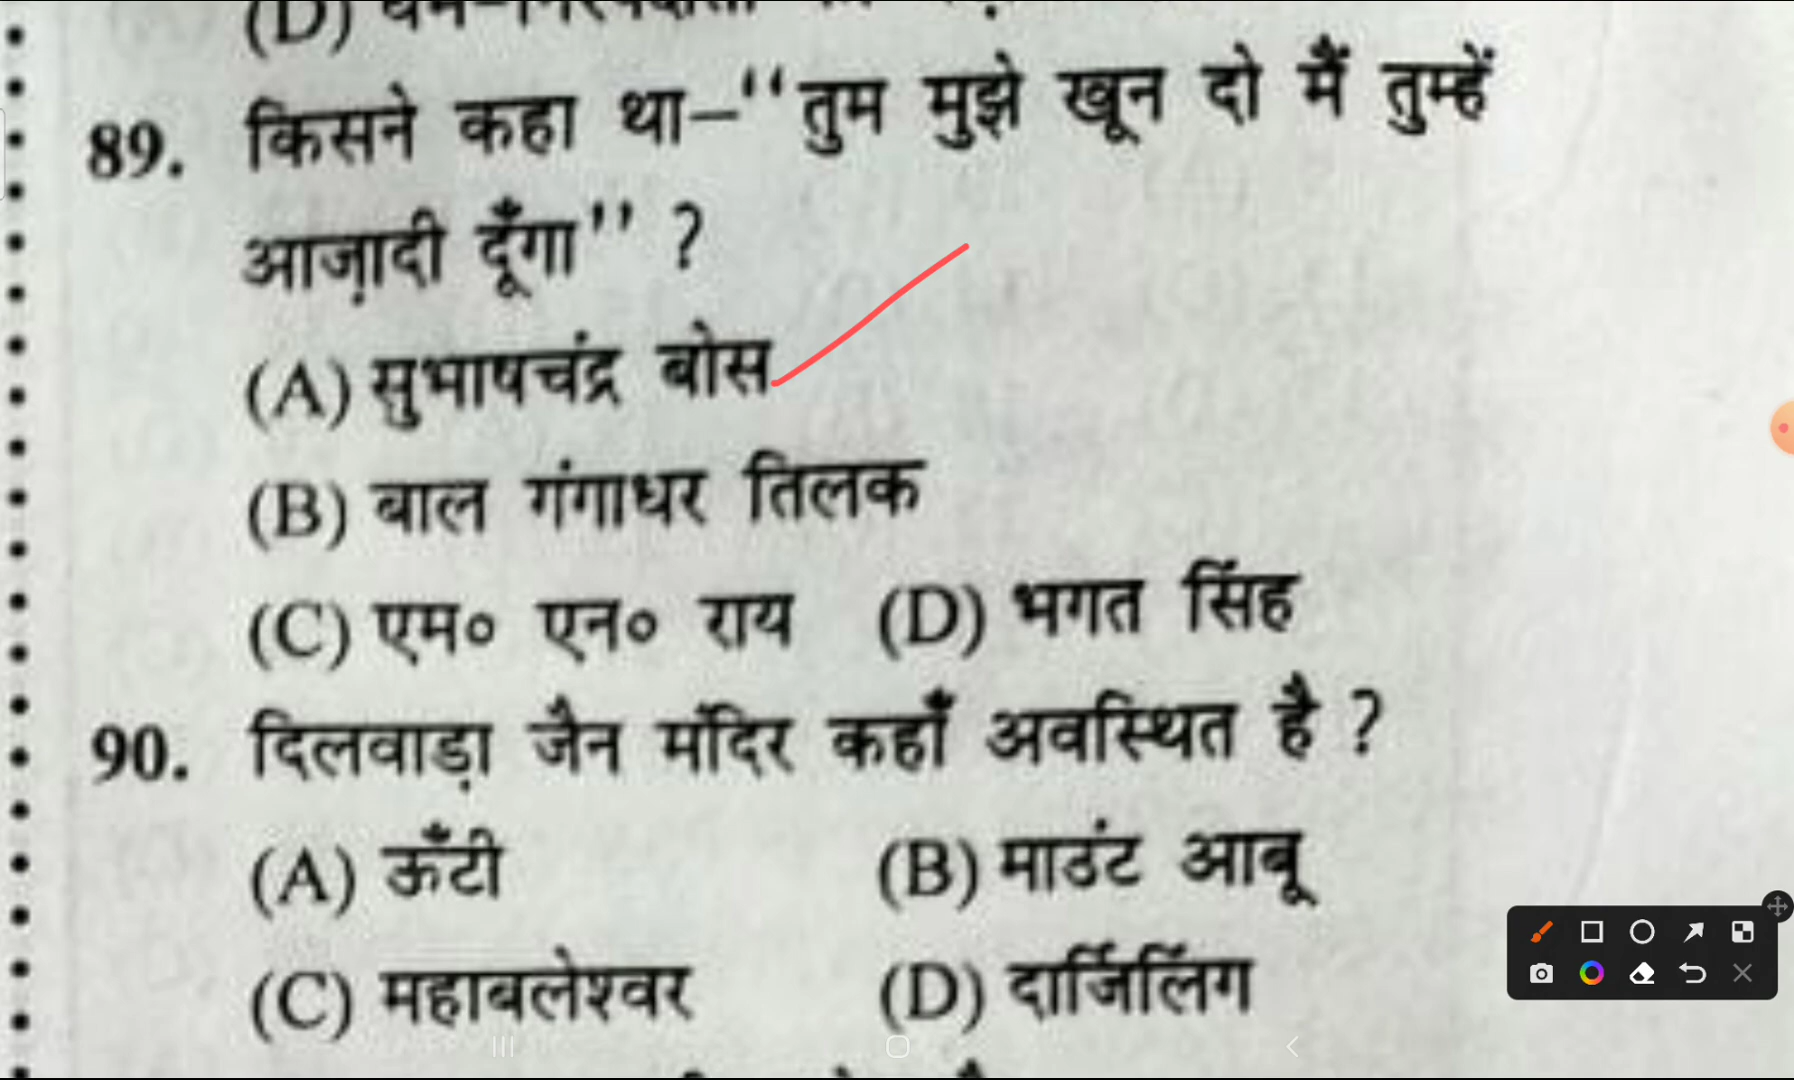 (D)
89. किसने कहा था–‘‘तुम मुझे खून दो मैं तुम्हें
आज़ादी दूँगा’’ ?
(A) सुभाषचंद्र बोस
(B) बाल गंगाधर तिलक
(C) एम० एन० राय (D) भगत सिंह
90. दिलवाड़ा जैन मंदिर कहाँ अवस्थित है ?
(A) ऊँटी (B) माउंट आबू
(C) महाबलेश्वर (D) दार्जिलिंग